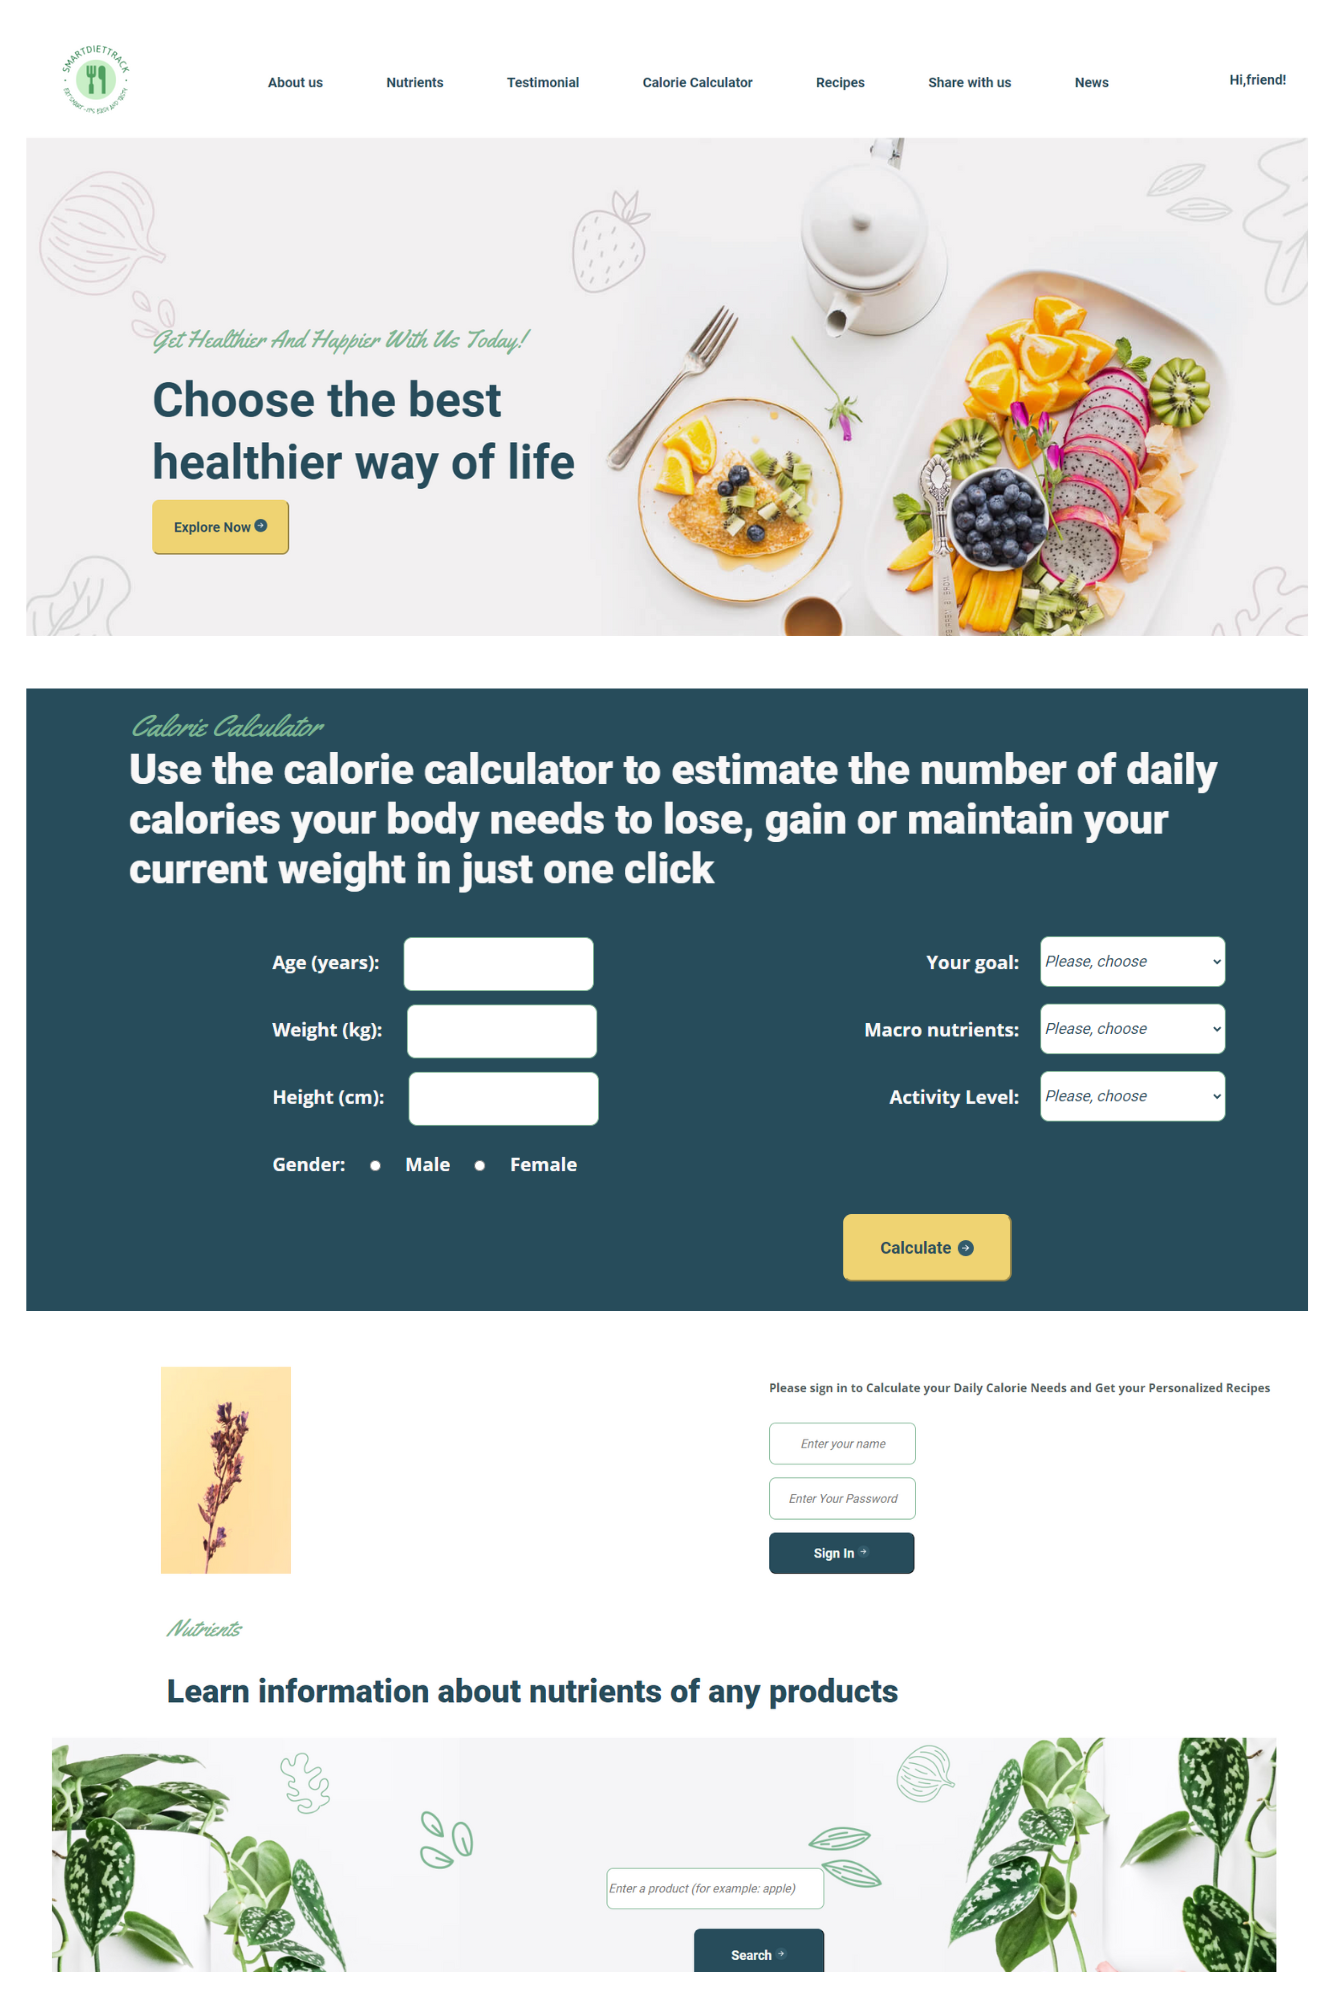 SMARTDIETTRACK
About us Nutrients Testimonial Calorie Calculator Recipes Share with us News Hi,friend!
Get Healthier And Happier With Us Today!
Choose the best
healthier way of life
Explore Now
Calorie Calculator
Use the calorie calculator to estimate the number of daily
calories your body needs to lose, gain or maintain your
current weight in just one click
Age (years):
Your goal: Please, choose
Weight (kg):
Macro nutrients: Please, choose
Height (cm):
Activity Level: Please, choose
Gender: Male Female
Calculate
Please sign in to Calculate your Daily Calorie Needs and Get your Personalized Recipes
Enter your name
Enter Your Password
Sign In
Nutrients
Learn information about nutrients of any products
Enter a product (for example: apple)
Search